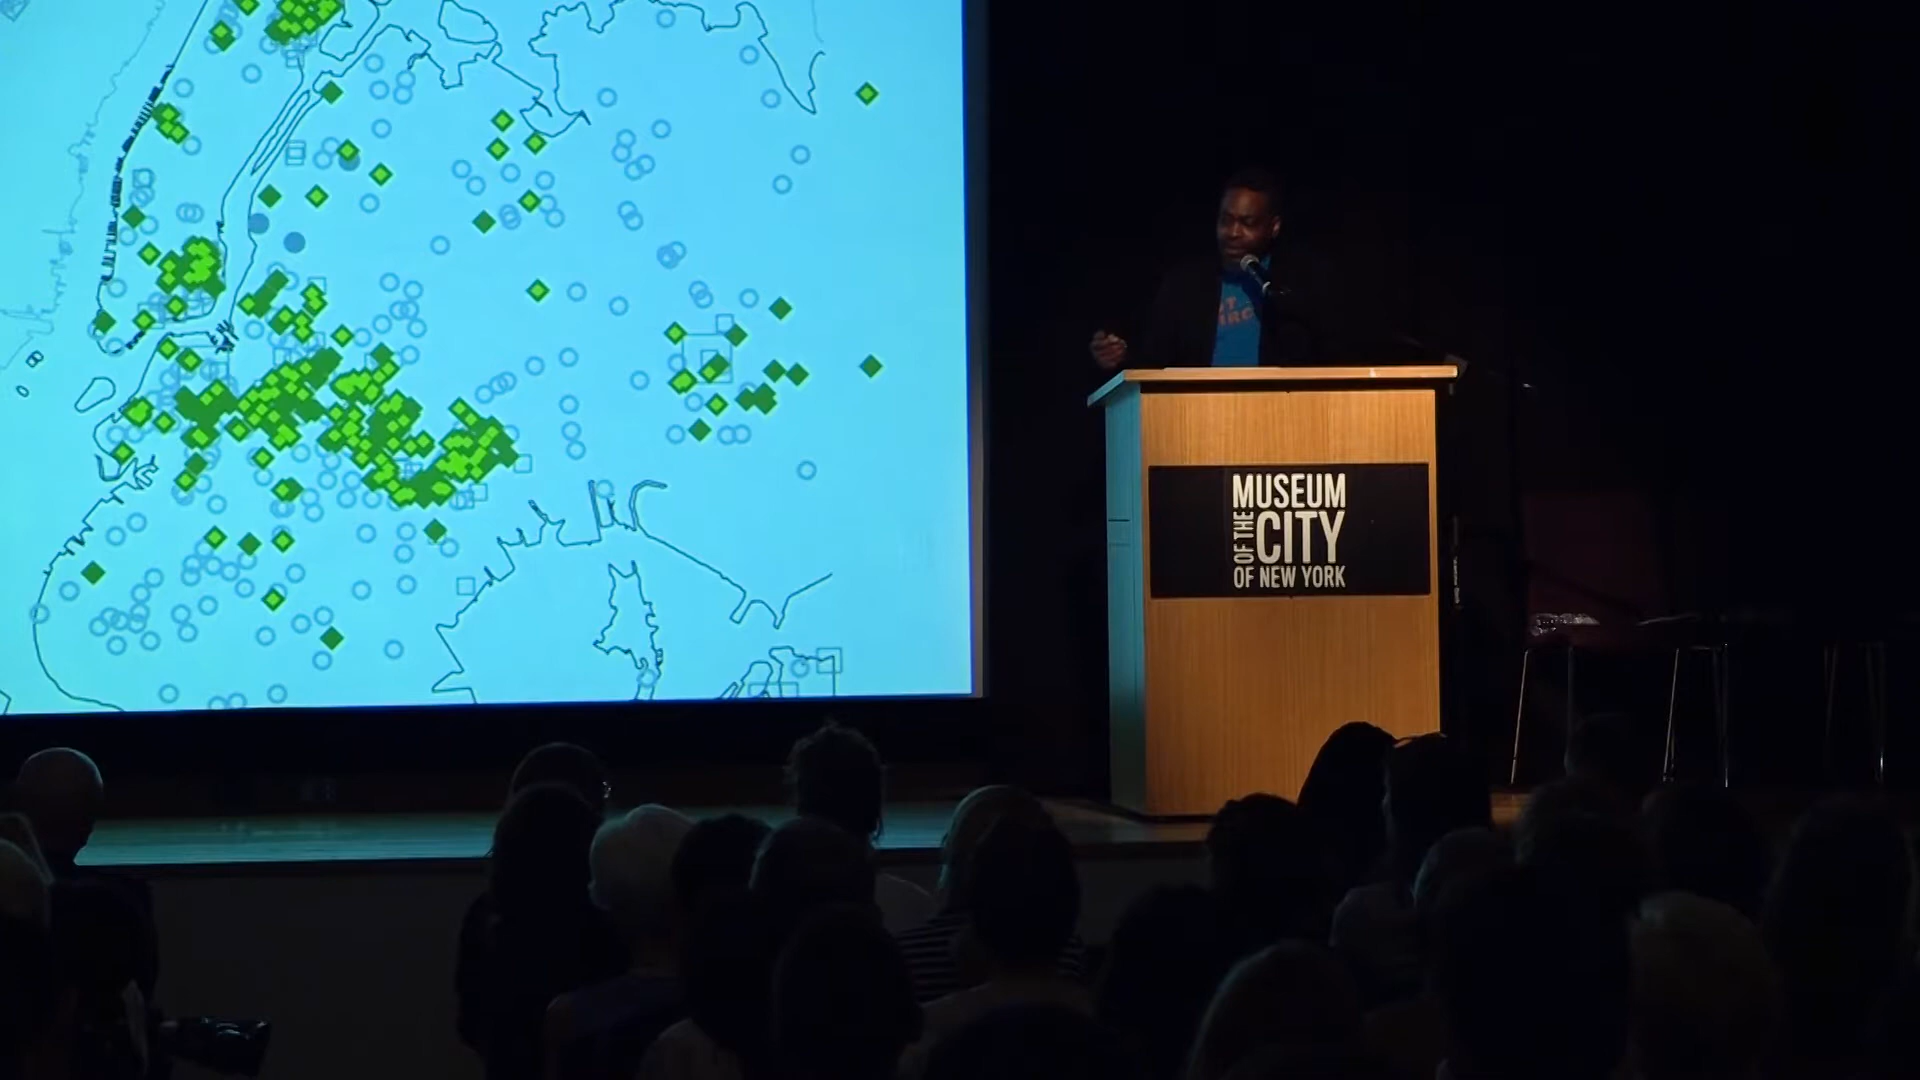 MUSEUM
OF THE
CITY
OF NEW YORK